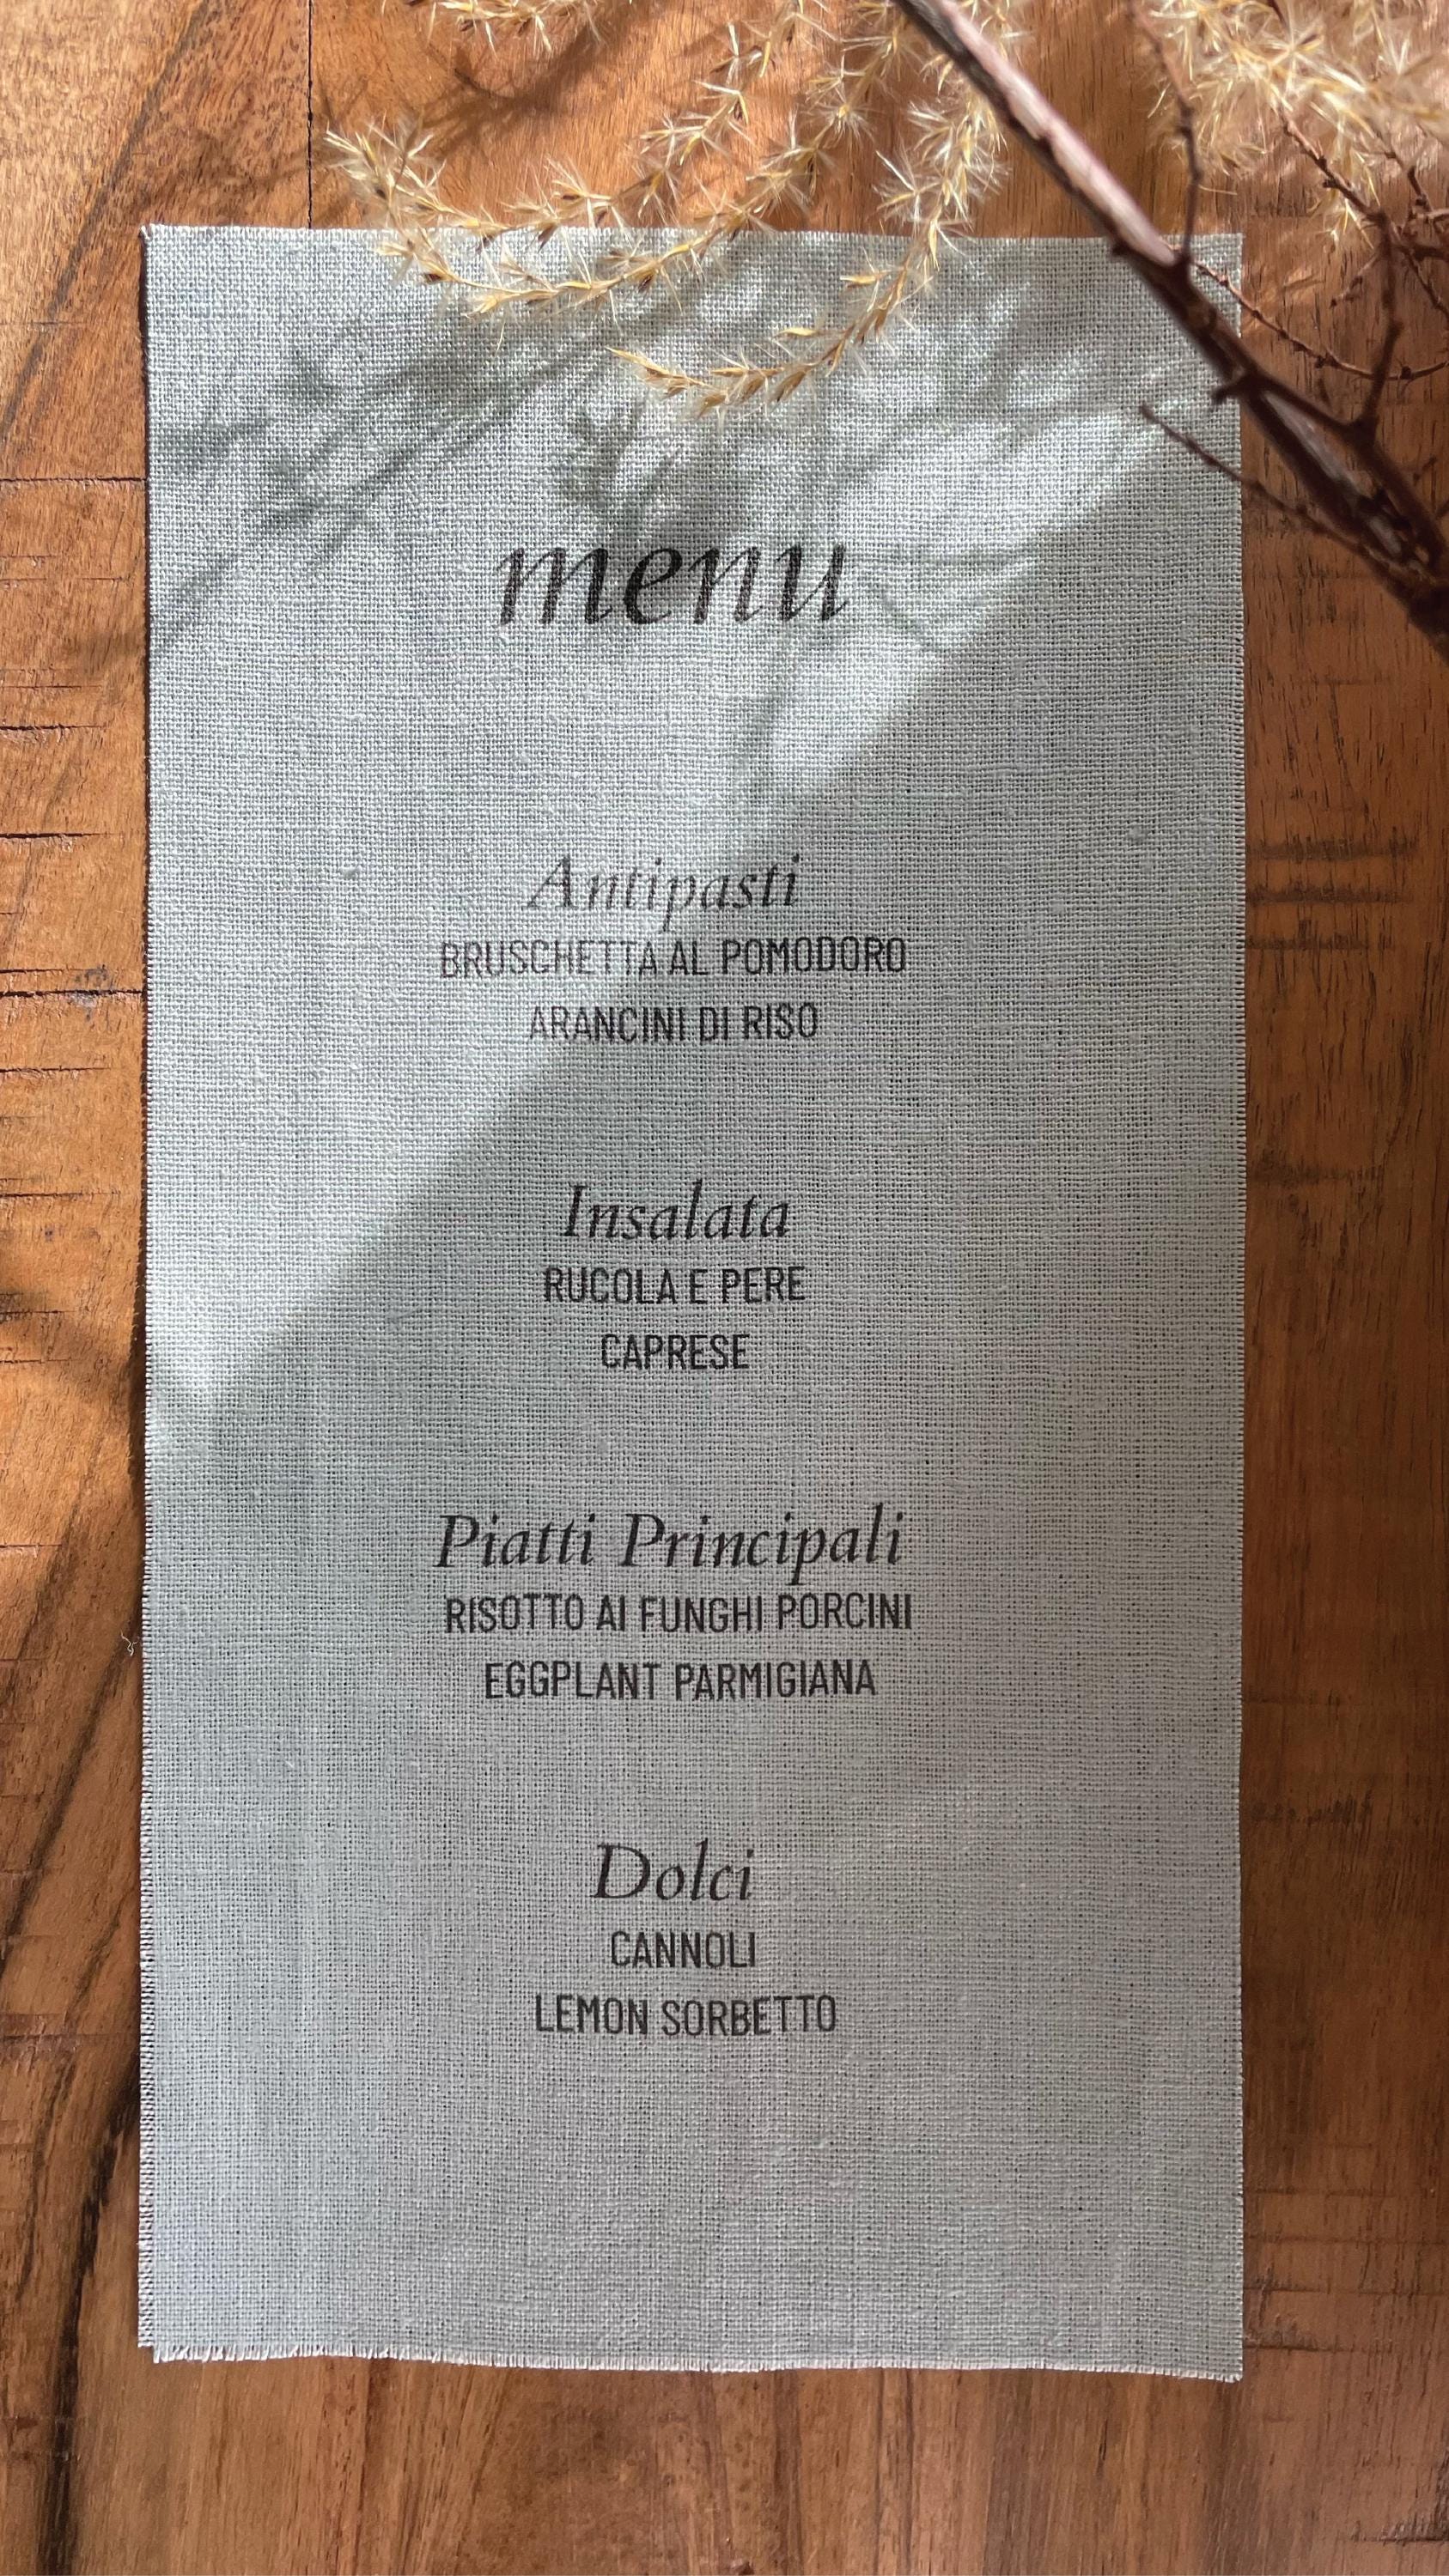 menu
Antipasti
BRUSCHETTA AL POMODORO
ARANCINI DI RISO
Insalata
RUCOLA E PERE
CAPRESE
Piatti Principali
RISOTTO AI FUNGHI PORCINI
EGGPLANT PARMIGIANA
Dolci
CANNOLI
LEMON SORBETTO